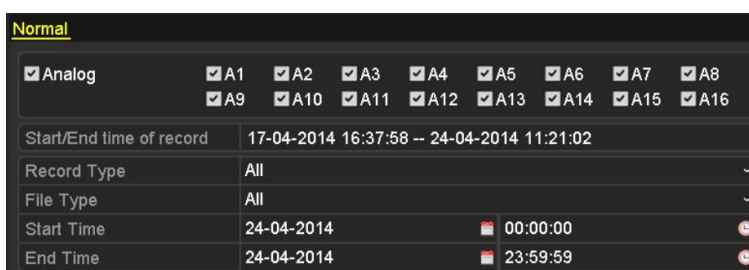 Normal
Analog A1 A2 A3 A4 A5 A6 A7 A8
A9 A10 A11 A12 A13 A14 A15 A16
Start/End time of record 17-04-2014 16:37:58 -- 24-04-2014 11:21:02
Record Type All
File Type All
Start Time 24-04-2014 00:00:00
End Time 24-04-2014 23:59:59